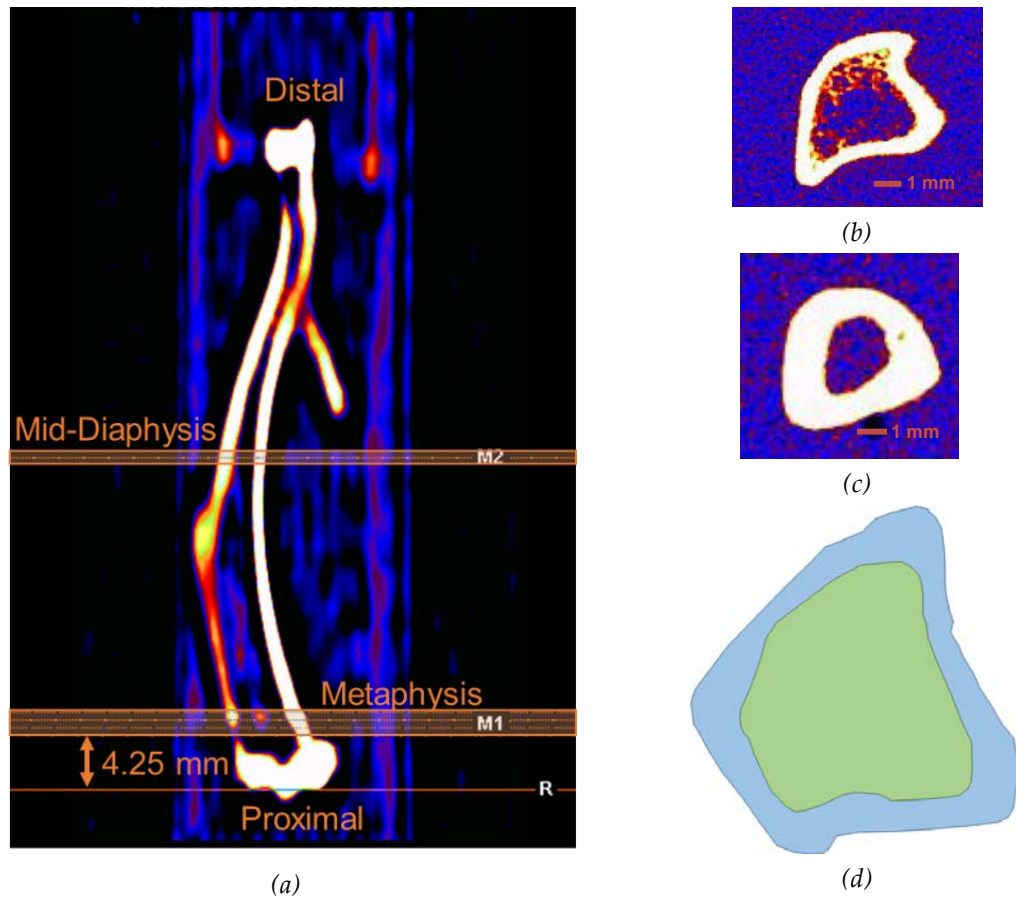 Distal
Mid-Diaphysis
M2
Metaphysis
M1
4.25 mm
R
Proximal
(a)
1 mm
(b)
1 mm
(c)
(d)